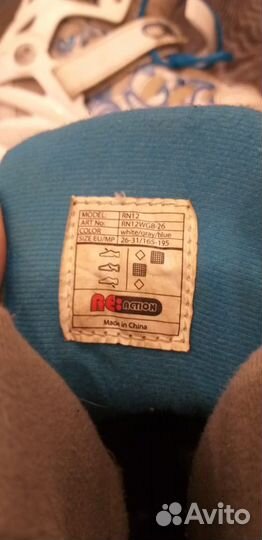 MODEL: RN12
ART No: RN12WGB-26
COLOR white/gray/blue
SIZE EU/MP 26-31/165-195
RE:ACTION
Made in China
Avito